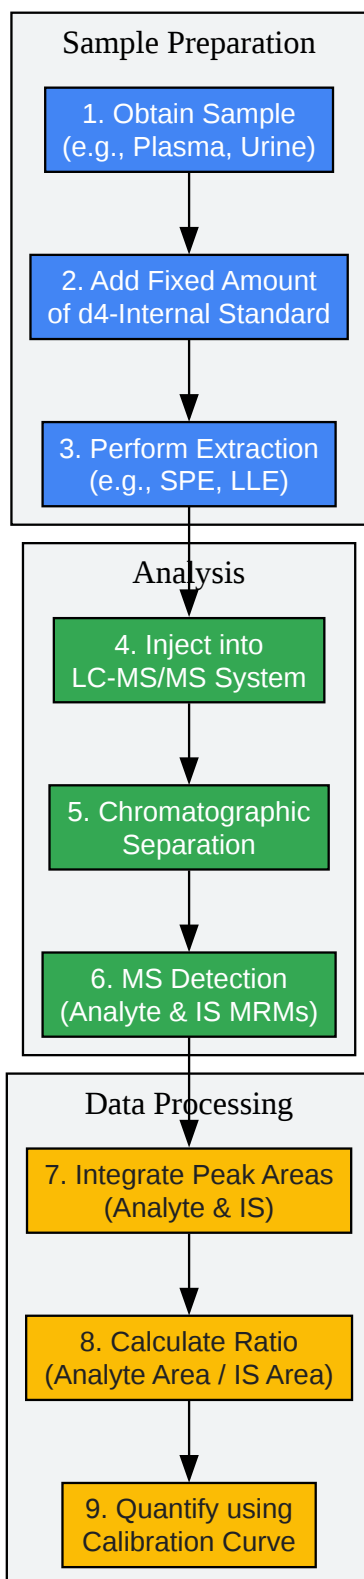 Sample Preparation
1. Obtain Sample
(e.g., Plasma, Urine)
2. Add Fixed Amount
of d4-Internal Standard
3. Perform Extraction
(e.g., SPE, LLE)
Analysis
4. Inject into
LC-MS/MS System
5. Chromatographic
Separation
6. MS Detection
(Analyte & IS MRMs)
Data Processing
7. Integrate Peak Areas
(Analyte & IS)
8. Calculate Ratio
(Analyte Area / IS Area)
9. Quantify using
Calibration Curve